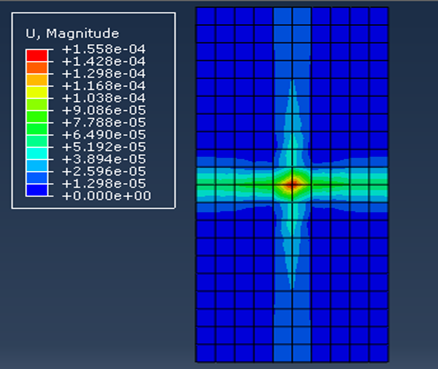 U, Magnitude
+1.558e-04
+1.428e-04
+1.298e-04
+1.168e-04
+1.038e-04
+9.086e-05
+7.788e-05
+6.490e-05
+5.192e-05
+3.894e-05
+2.596e-05
+1.298e-05
+0.000e+00